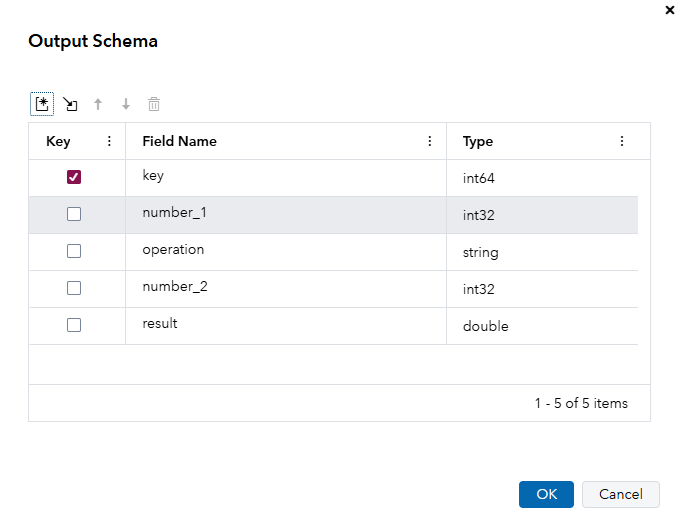 Output Schema
Key Field Name Type
key int64
number_1 int32
operation string
number_2 int32
result double
1 - 5 of 5 items
OK Cancel